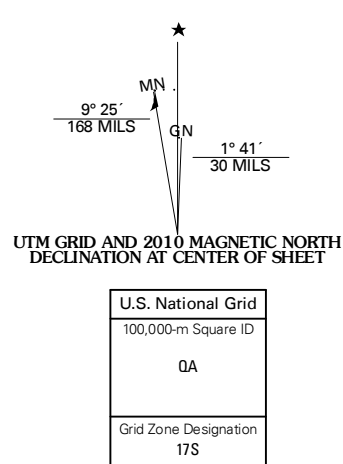 ★
MN
GN
9° 25´
168 MILS
1° 41´
30 MILS
UTM GRID AND 2010 MAGNETIC NORTH
DECLINATION AT CENTER OF SHEET
U.S. National Grid
100,000-m Square ID
QA
Grid Zone Designation
17S